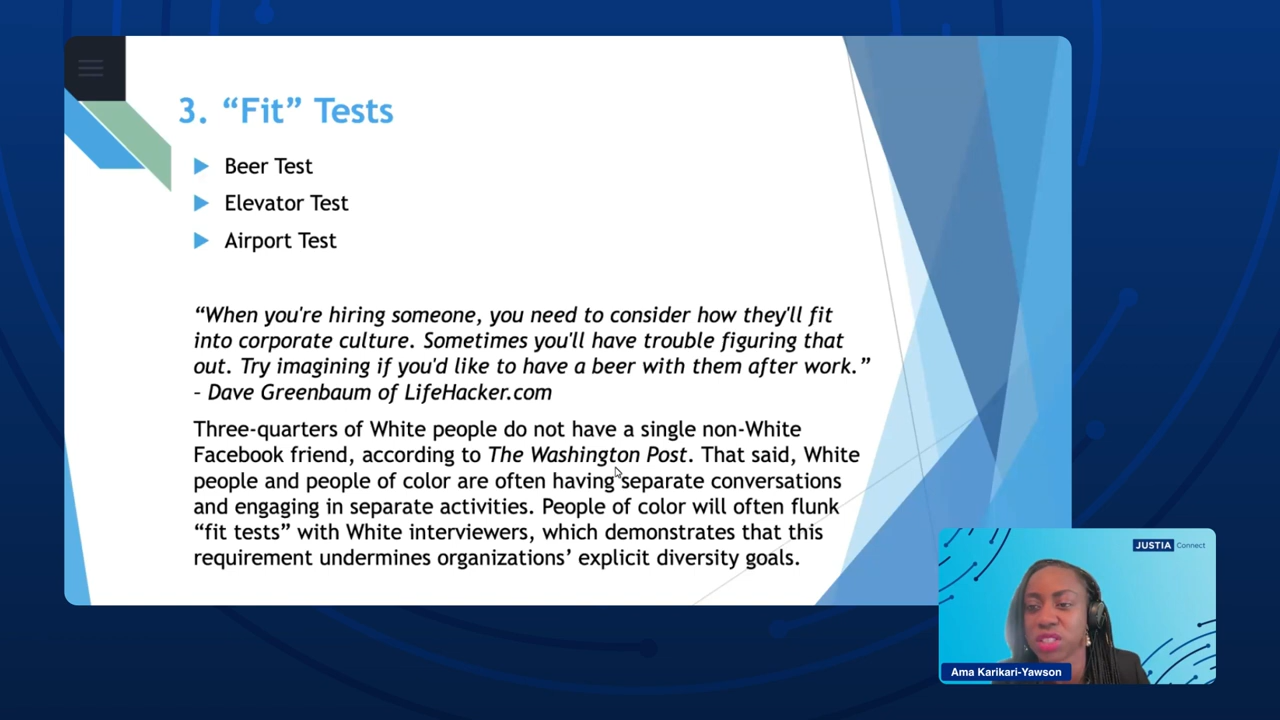 3. “Fit” Tests
Beer Test
Elevator Test
Airport Test
“When you're hiring someone, you need to consider how they'll fit
into corporate culture. Sometimes you'll have trouble figuring that
out. Try imagining if you'd like to have a beer with them after work.”
– Dave Greenbaum of LifeHacker.com
Three-quarters of White people do not have a single non-White
Facebook friend, according to The Washington Post. That said, White
people and people of color are often having separate conversations
and engaging in separate activities. People of color will often flunk
“fit tests” with White interviewers, which demonstrates that this
requirement undermines organizations’ explicit diversity goals.
JUSTIA Connect
Ama Karikari-Yawson